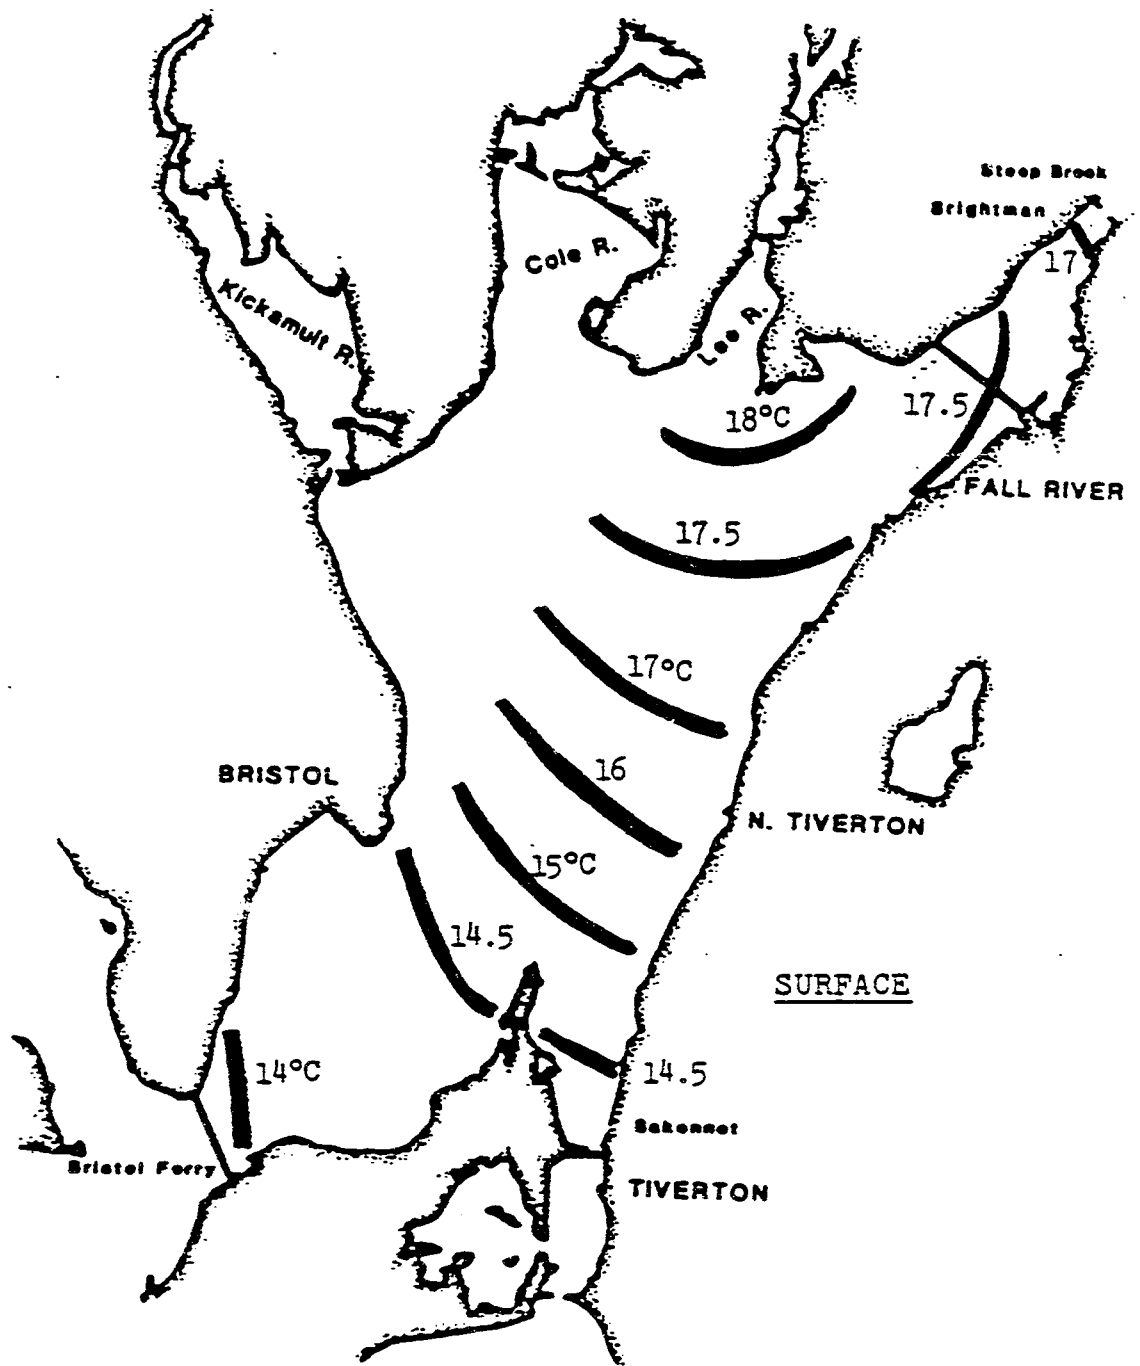 Steep Brook
Brightman
17
Cole R.
Kickamuit R.
Lee R.
18°C
17.5
FALL RIVER
17.5
17°C
16
BRISTOL
N. TIVERTON
15°C
14.5
SURFACE
14°C
14.5
Sakonnet
Bristol Ferry
TIVERTON